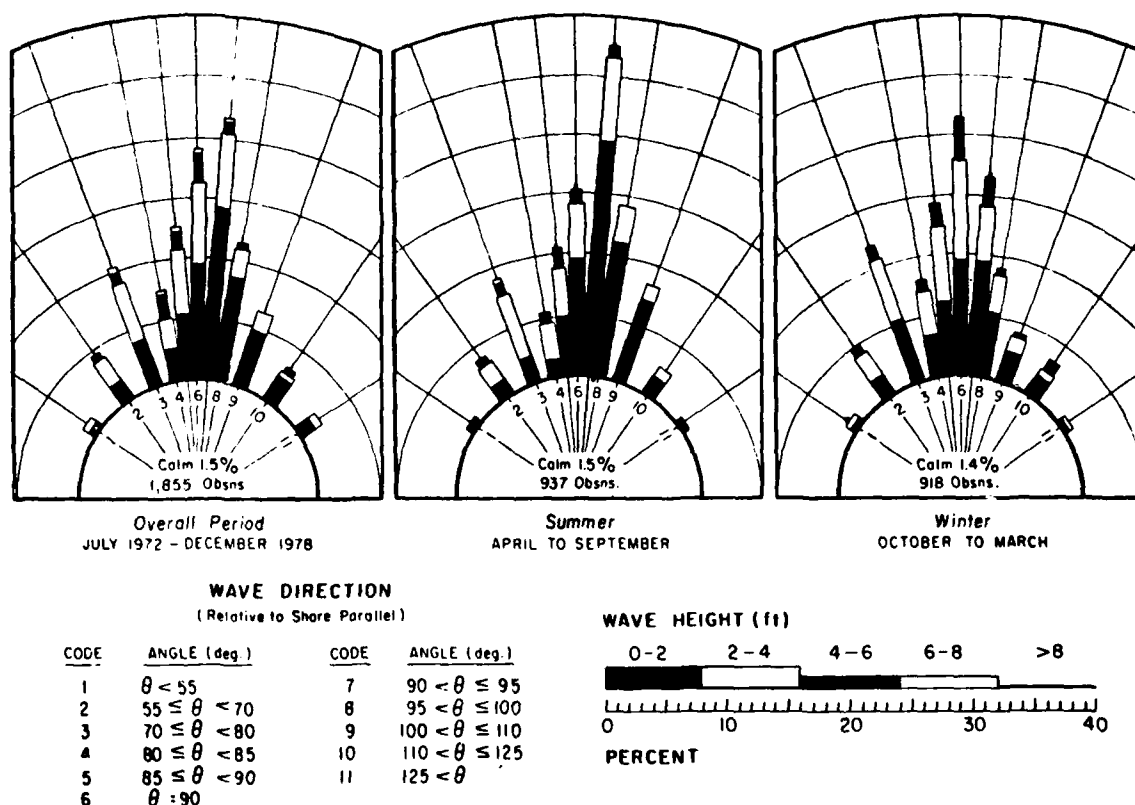 2 3 4 6 8 9 10
Calm 1.5%
1,855 Obsns.
2 3 4 6 8 9 10
Calm 1.5%
937 Obsns.
2 3 4 6 8 9 10
Calm 1.4%
918 Obsns.
Overall Period
JULY 1972 – DECEMBER 1978
Summer
APRIL TO SEPTEMBER
Winter
OCTOBER TO MARCH
WAVE DIRECTION
(Relative to Shore Parallel)
CODE ANGLE (deg.) CODE ANGLE (deg.)
1 θ < 55 7 90 < θ ≤ 95
2 55 ≤ θ < 70 8 95 < θ ≤ 100
3 70 ≤ θ < 80 9 100 < θ ≤ 110
4 80 ≤ θ < 85 10 110 < θ ≤ 125
5 85 ≤ θ < 90 11 125 < θ
6 θ = 90
WAVE HEIGHT (ft)
0-2 2-4 4-6 6-8 >8
0 10 20 30 40
PERCENT